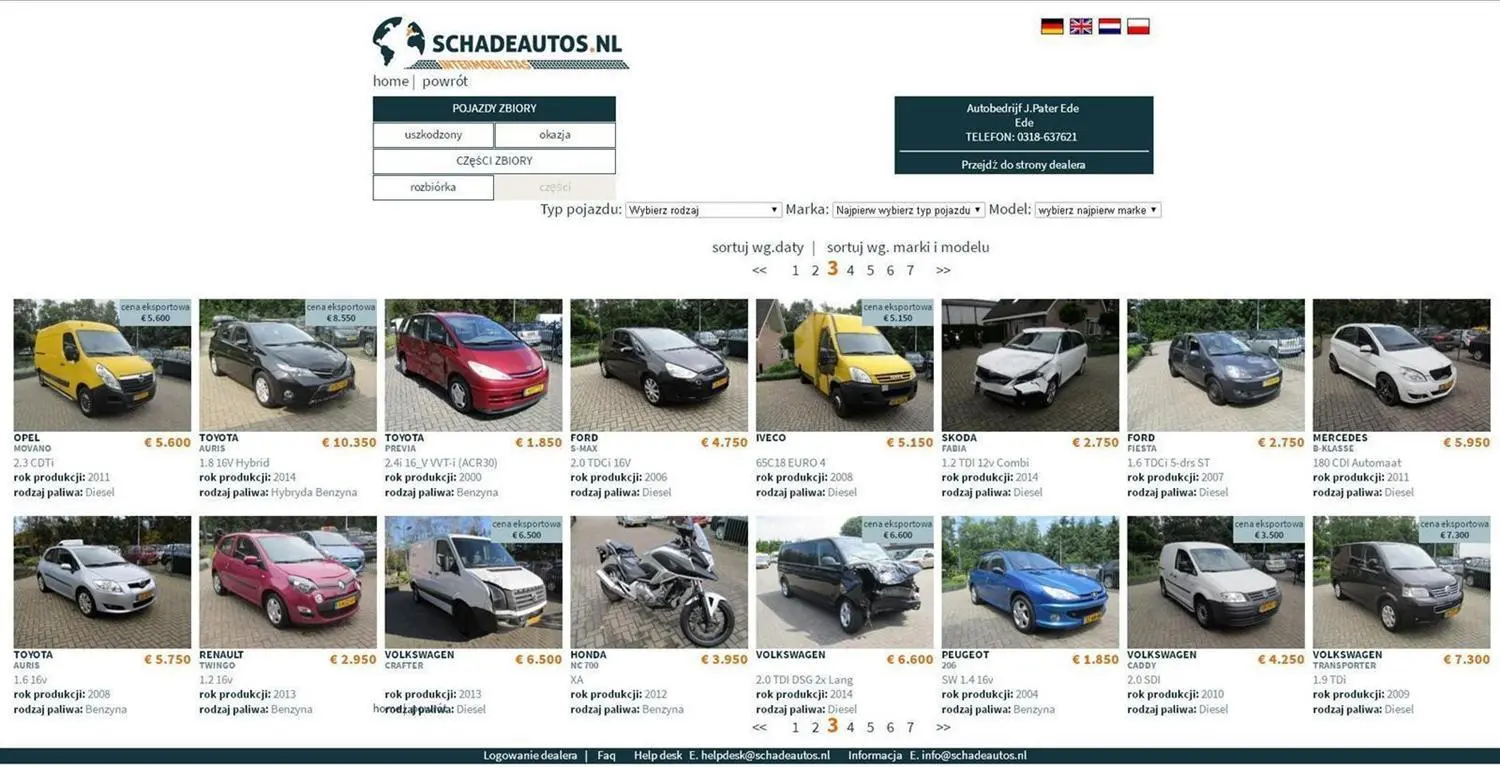 SCHADEAUTOS.NL
INTERMOBILITAS
home | powrót
POJAZDY ZBIORY
uszkodzony okazja
CZęŚCI ZBIORY
rozbiórka części
Autobedrijf J.Pater Ede
Ede
TELEFON: 0318-637621
Przejdź do strony dealera
Typ pojazdu: Wybierz rodzaj Marka: Najpierw wybierz typ pojazdu Model: wybierz najpierw marke
sortuj wg.daty | sortuj wg. marki i modelu
<< 1 2 3 4 5 6 7 >>
cena eksportowa
€ 5.600
OPEL
MOVANO
€ 5.600
2.3 CDTi
rok produkcji: 2011
rodzaj paliwa: Diesel
cena eksportowa
€ 8.550
TOYOTA
AURIS
€ 10.350
1.8 16V Hybrid
rok produkcji: 2014
rodzaj paliwa: Hybryda Benzyna
TOYOTA
PREVIA
€ 1.850
2.4i 16_V VVT-i (ACR30)
rok produkcji: 2000
rodzaj paliwa: Benzyna
FORD
S-MAX
€ 4.750
2.0 TDCi 16V
rok produkcji: 2006
rodzaj paliwa: Diesel
cena eksportowa
€ 5.150
IVECO
€ 5.150
65C18 EURO 4
rok produkcji: 2008
rodzaj paliwa: Diesel
SKODA
FABIA
€ 2.750
1.2 TDI 12v Combi
rok produkcji: 2014
rodzaj paliwa: Diesel
FORD
FIESTA
€ 2.750
1.6 TDCi 5-drs ST
rok produkcji: 2007
rodzaj paliwa: Diesel
MERCEDES
B-KLASSE
€ 5.950
180 CDI Automaat
rok produkcji: 2011
rodzaj paliwa: Diesel
TOYOTA
AURIS
€ 5.750
1.6 16v
rok produkcji: 2008
rodzaj paliwa: Benzyna
RENAULT
TWINGO
€ 2.950
1.2 16v
rok produkcji: 2013
rodzaj paliwa: Benzyna
cena eksportowa
€ 6.500
VOLKSWAGEN
CRAFTER
€ 6.500
rok produkcji: 2013
rodzaj paliwa: Diesel
HONDA
NC 700
€ 3.950
XA
rok produkcji: 2012
rodzaj paliwa: Benzyna
cena eksportowa
€ 6.600
VOLKSWAGEN
€ 6.600
2.0 TDI DSG 2x Lang
rok produkcji: 2014
rodzaj paliwa: Diesel
PEUGEOT
206
€ 1.850
SW 1.4 16v
rok produkcji: 2004
rodzaj paliwa: Benzyna
cena eksportowa
€ 3.500
VOLKSWAGEN
CADDY
€ 4.250
2.0 SDI
rok produkcji: 2010
rodzaj paliwa: Diesel
cena eksportowa
€ 7.300
VOLKSWAGEN
TRANSPORTER
€ 7.300
1.9 TDi
rok produkcji: 2009
rodzaj paliwa: Diesel
home | powrót
<< 1 2 3 4 5 6 7 >>
Logowanie dealera | Faq Help desk E. helpdesk@schadeautos.nl Informacja E. info@schadeautos.nl